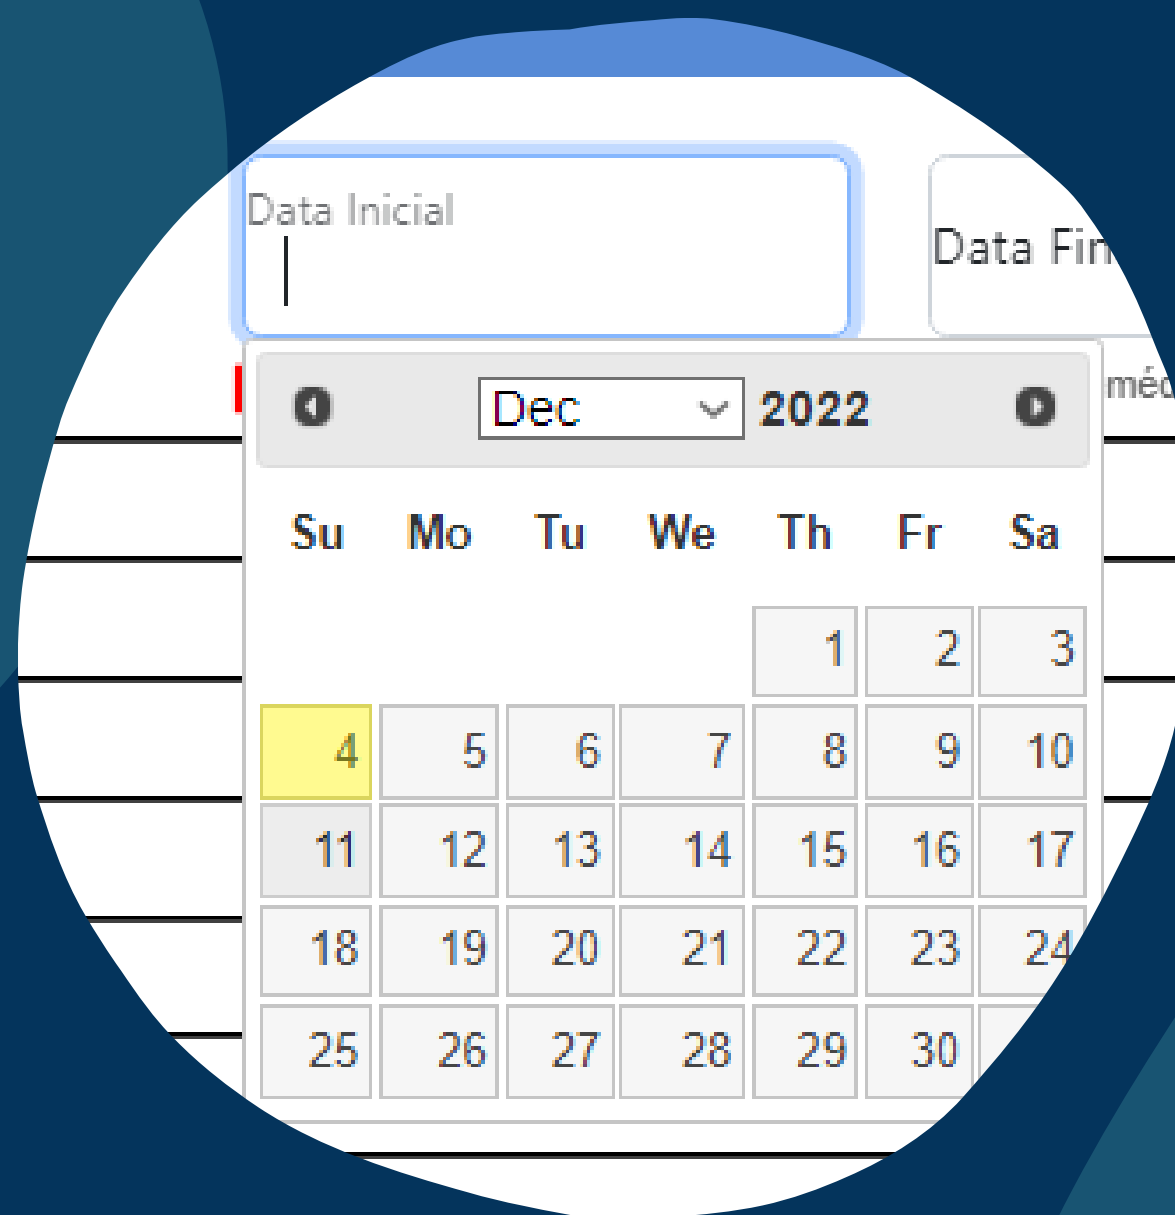 Data Inicial
Data Fin
méd
Dec 2022
Su Mo Tu We Th Fr Sa
1 2 3
4 5 6 7 8 9 10
11 12 13 14 15 16 17
18 19 20 21 22 23 24
25 26 27 28 29 30